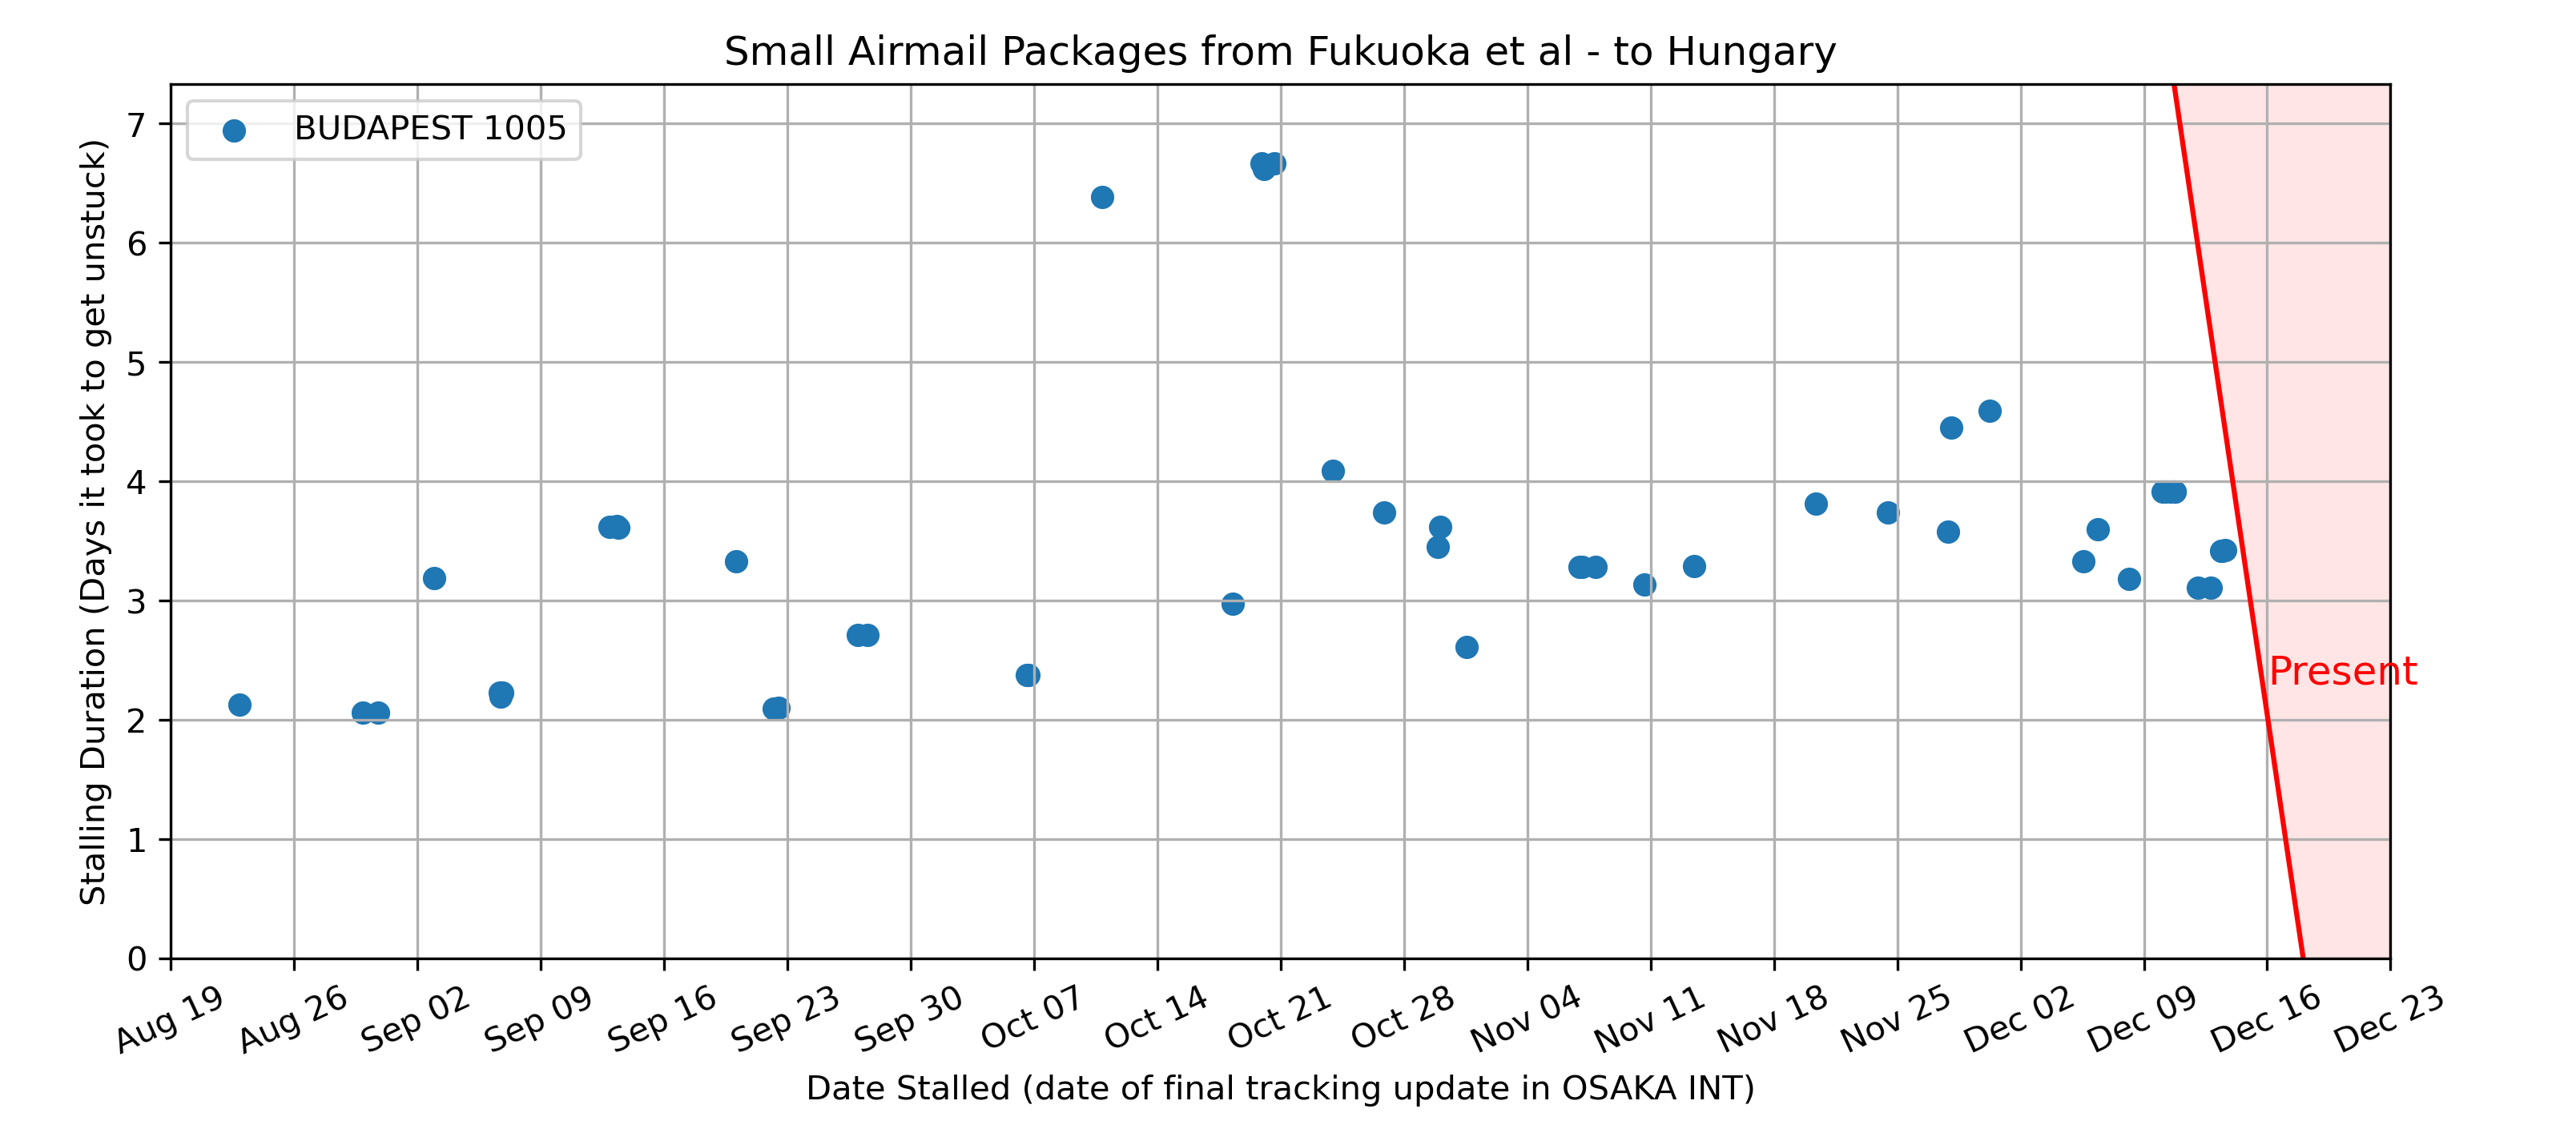 Small Airmail Packages from Fukuoka et al - to Hungary
BUDAPEST 1005
Stalling Duration (Days it took to get unstuck)
7
6
5
4
3
2
1
0
Present
Aug 19
Aug 26
Sep 02
Sep 09
Sep 16
Sep 23
Sep 30
Oct 07
Oct 14
Oct 21
Oct 28
Nov 04
Nov 11
Nov 18
Nov 25
Dec 02
Dec 09
Dec 16
Dec 23
Date Stalled (date of final tracking update in OSAKA INT)